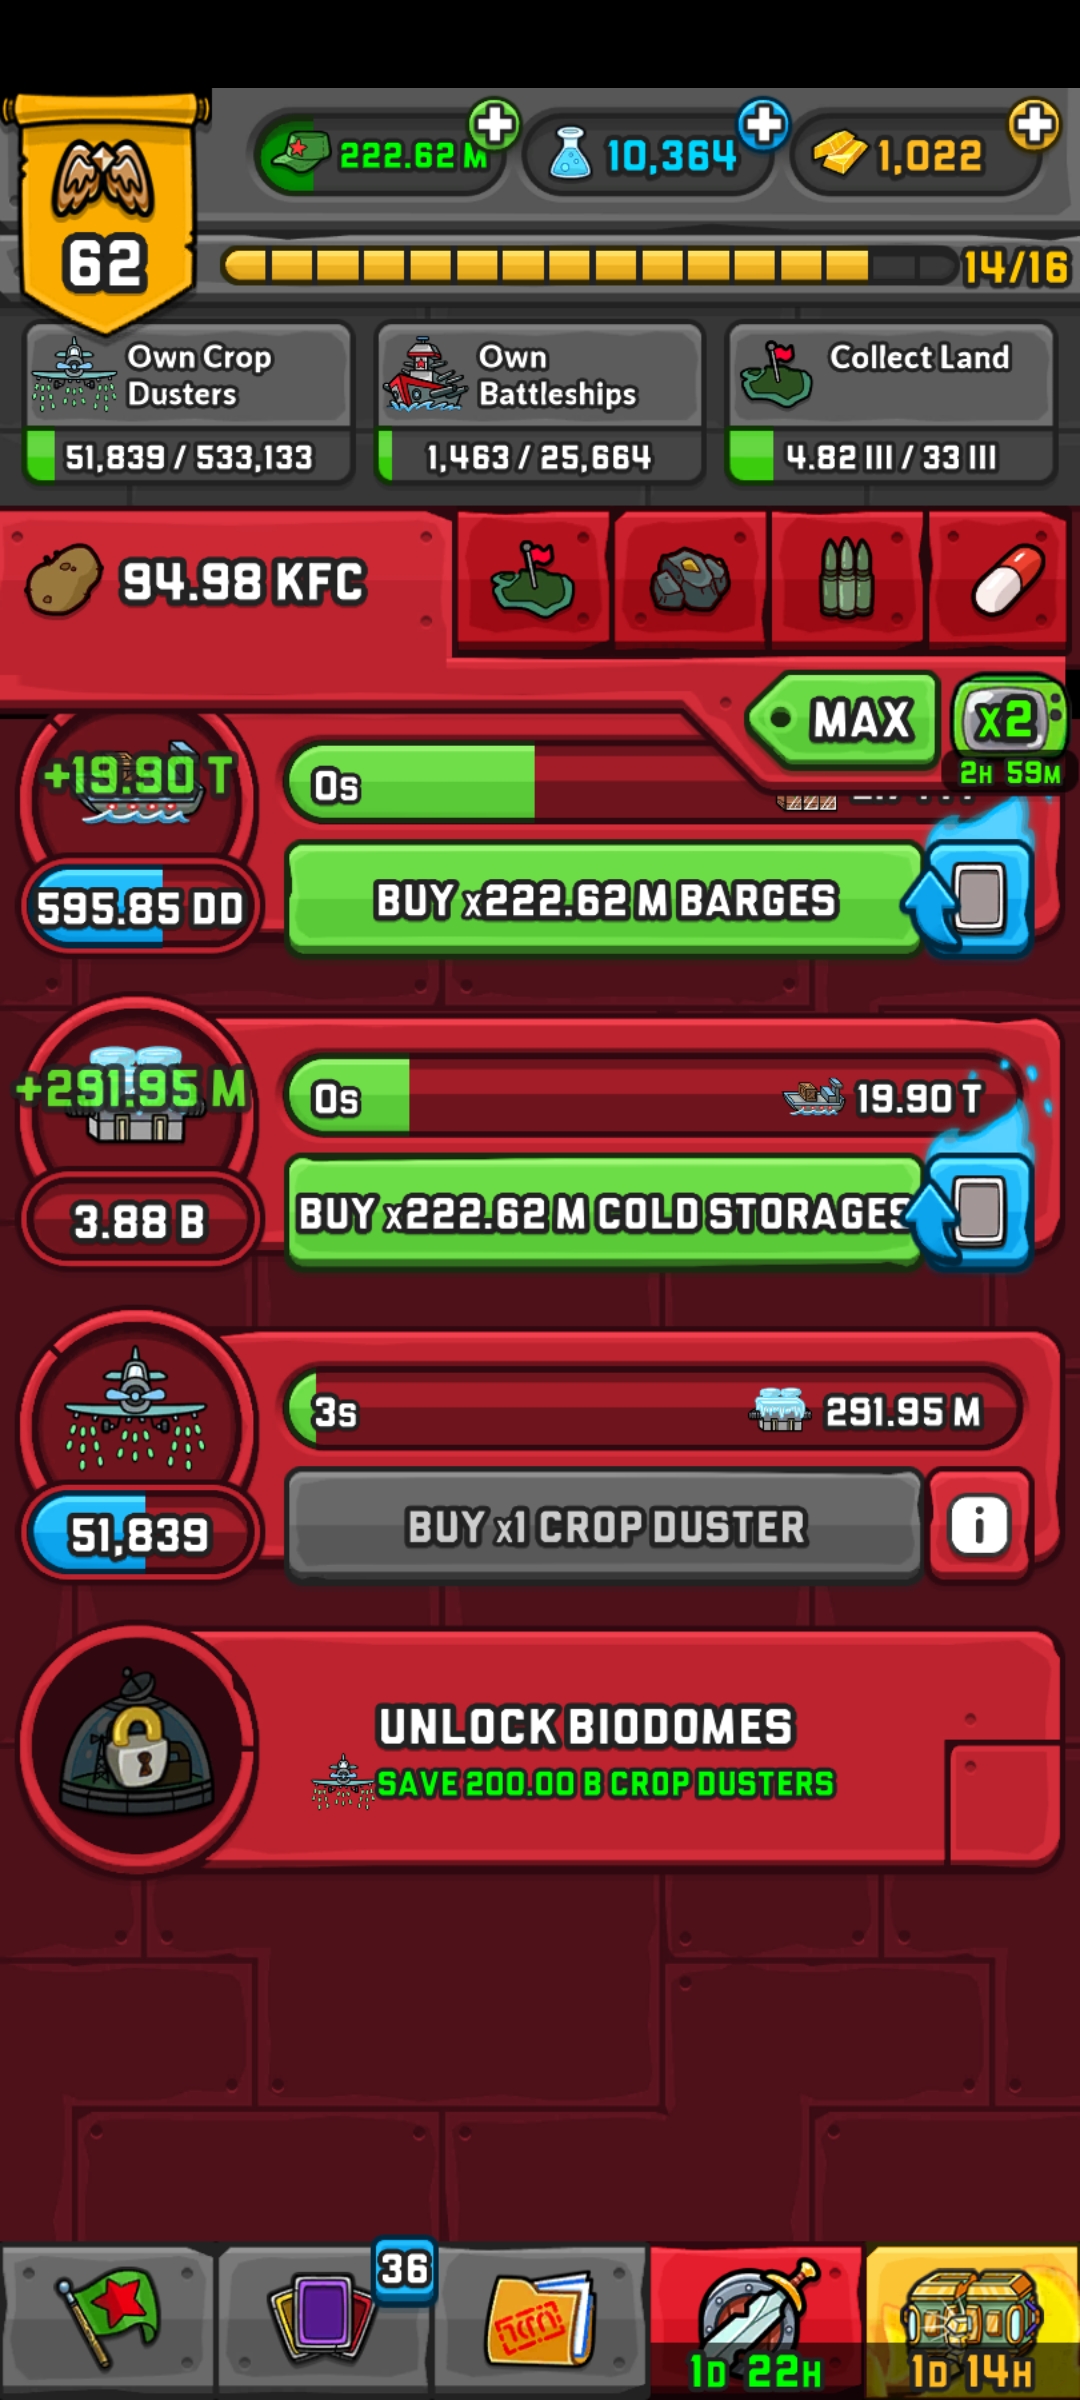 62
222.62 M
10,364
1,022
14/16
Own Crop
Dusters
51,839 / 533,133
Own
Battleships
1,463 / 25,664
Collect Land
4.82 III / 33 III
94.98 KFC
MAX
x2
2H 59M
+19.90 T
0s
595.85 DD
BUY x222.62 M BARGES
+291.95 M
0s
19.90 T
3.88 B
BUY x222.62 M COLD STORAGES
3s
291.95 M
51,839
BUY x1 CROP DUSTER
i
UNLOCK BIODOMES
SAVE 200.00 B CROP DUSTERS
36
1D 22H
1D 14H